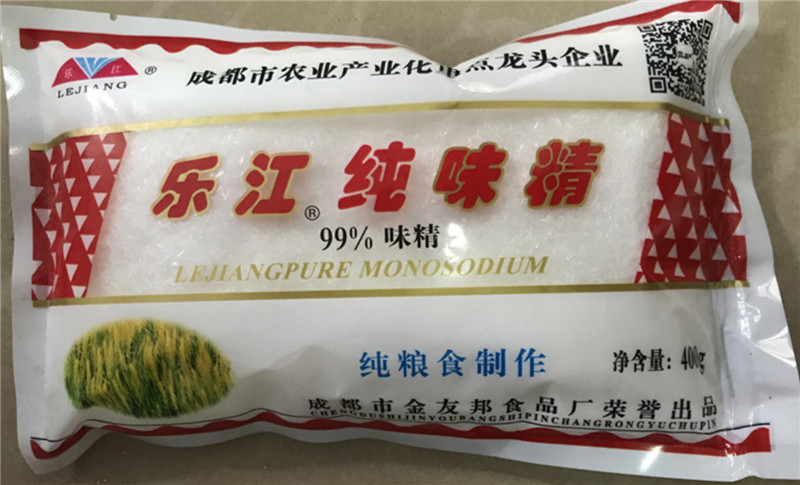 乐 江
LEJIANG ®
成都市农业产业化重点龙头企业
乐江®纯味精
99% 味精
LEJIANGPURE MONOSODIUM
纯粮食制作
净含量: 400g
成都市金友邦食品厂荣誉出品
CHENGDUSHIJINYOUBANGSHIPINCHANGRONGYUCHUPIN